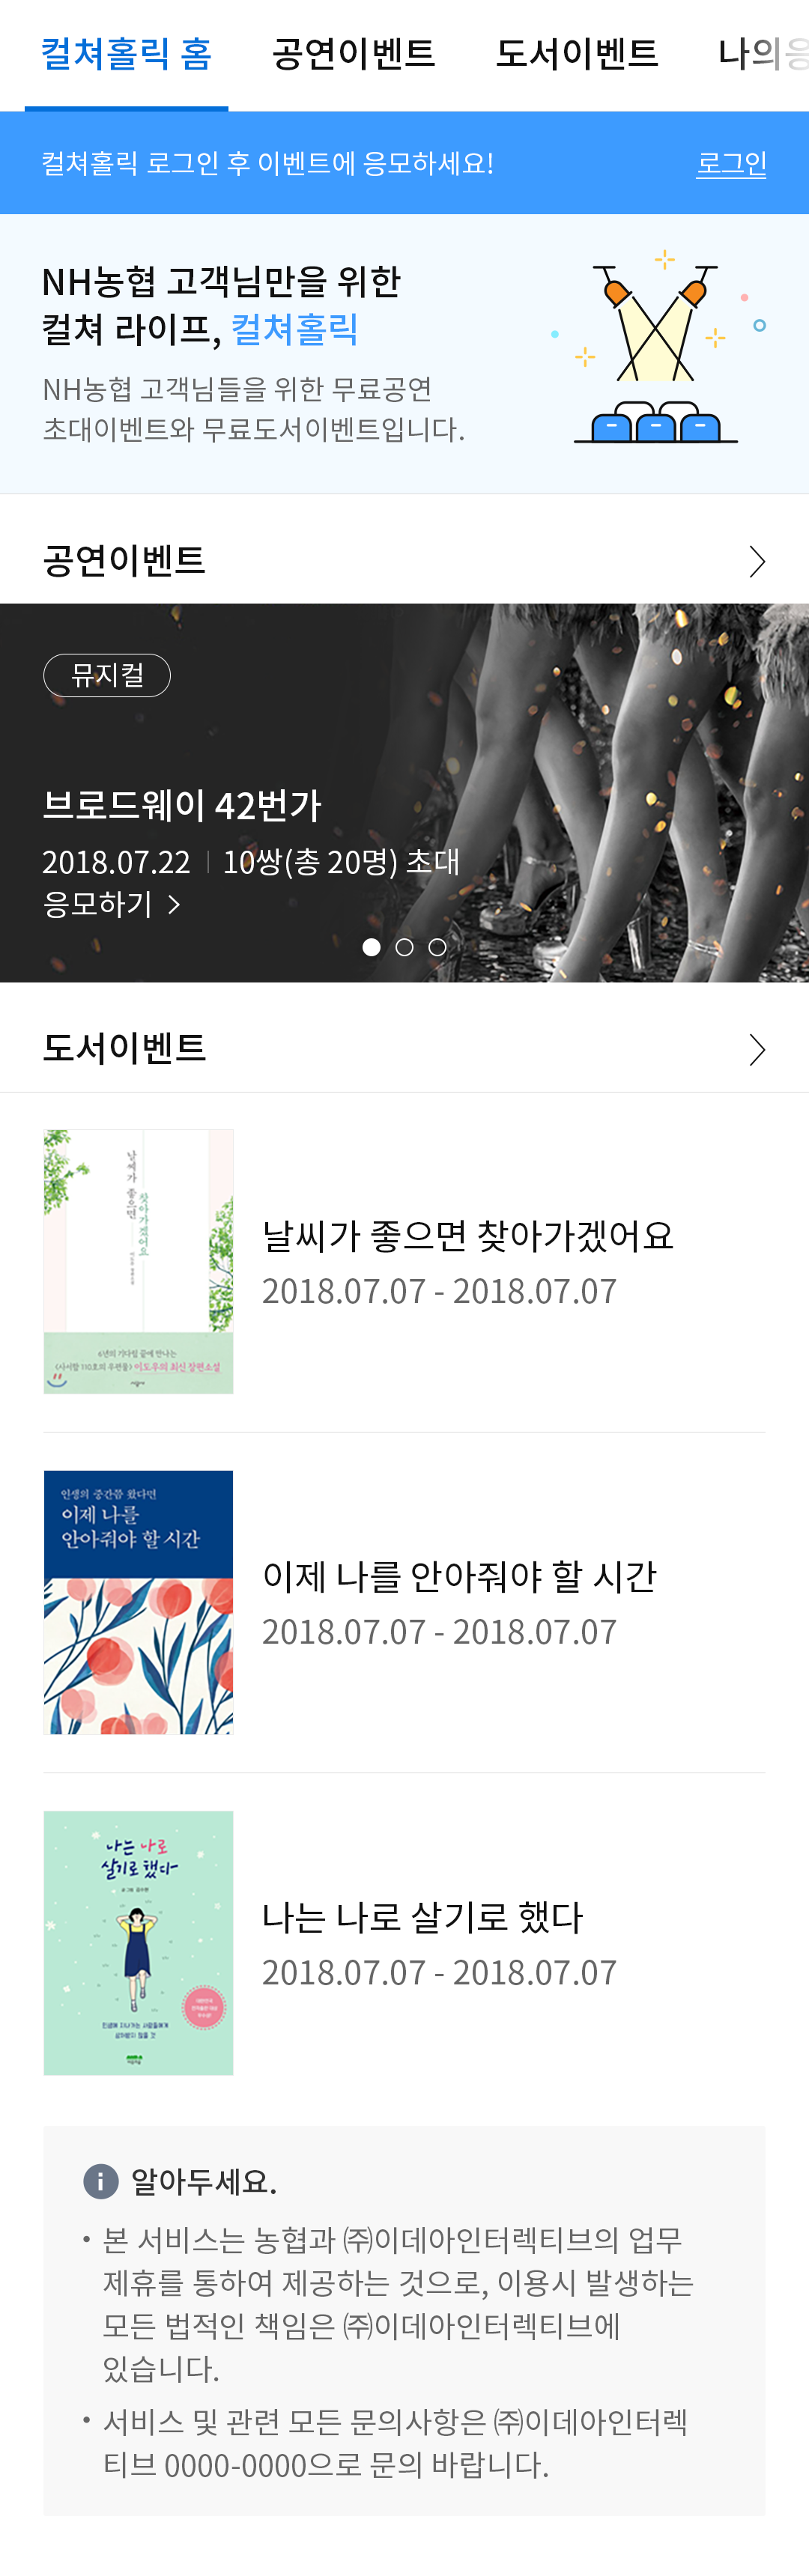 컬쳐홀릭 홈 공연이벤트 도서이벤트 나의응
컬쳐홀릭 로그인 후 이벤트에 응모하세요! 로그인
NH농협 고객님만을 위한
컬쳐 라이프, 컬쳐홀릭
NH농협 고객님들을 위한 무료공연
초대이벤트와 무료도서이벤트입니다.
공연이벤트
뮤지컬
브로드웨이 42번가
2018.07.22 | 10쌍(총 20명) 초대
응모하기
도서이벤트
날씨가 좋으면
찾아가겠어요
이도우 장편소설
6년의 기다림 끝에 만나는
《사서함 110호의 우편물》 이도우의 최신 장편소설
날씨가 좋으면 찾아가겠어요
2018.07.07 - 2018.07.07
인생의 중간쯤 왔다면
이제 나를
안아줘야 할 시간
이제 나를 안아줘야 할 시간
2018.07.07 - 2018.07.07
나는 나로
살기로 했다
나는 나로 살기로 했다
2018.07.07 - 2018.07.07
알아두세요.
• 본 서비스는 농협과 ㈜이데아인터렉티브의 업무
제휴를 통하여 제공하는 것으로, 이용시 발생하는
모든 법적인 책임은 ㈜이데아인터렉티브에
있습니다.
• 서비스 및 관련 모든 문의사항은 ㈜이데아인터렉
티브 0000-0000으로 문의 바랍니다.